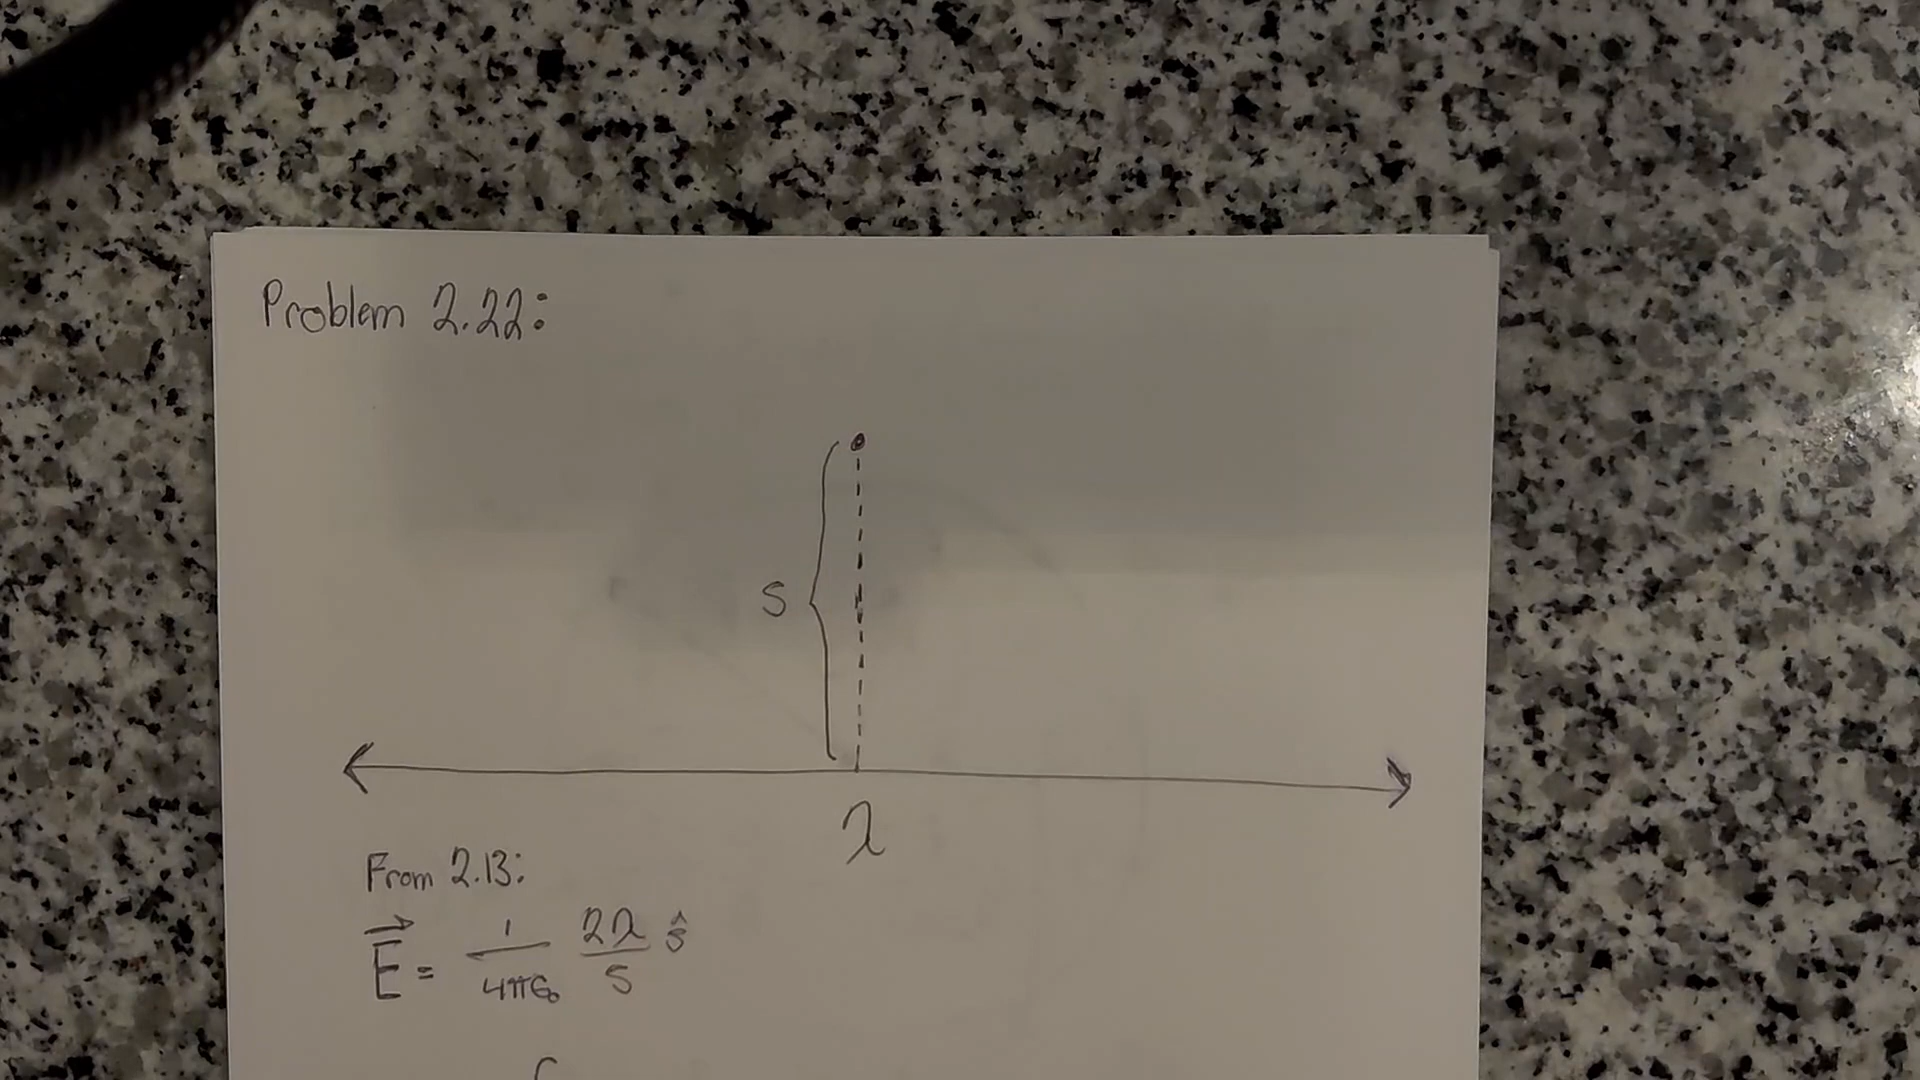 Problem 2.22:
S
λ
From 2.13:
E⃗ = 1/4πϵ₀ 2λ/S ŝ